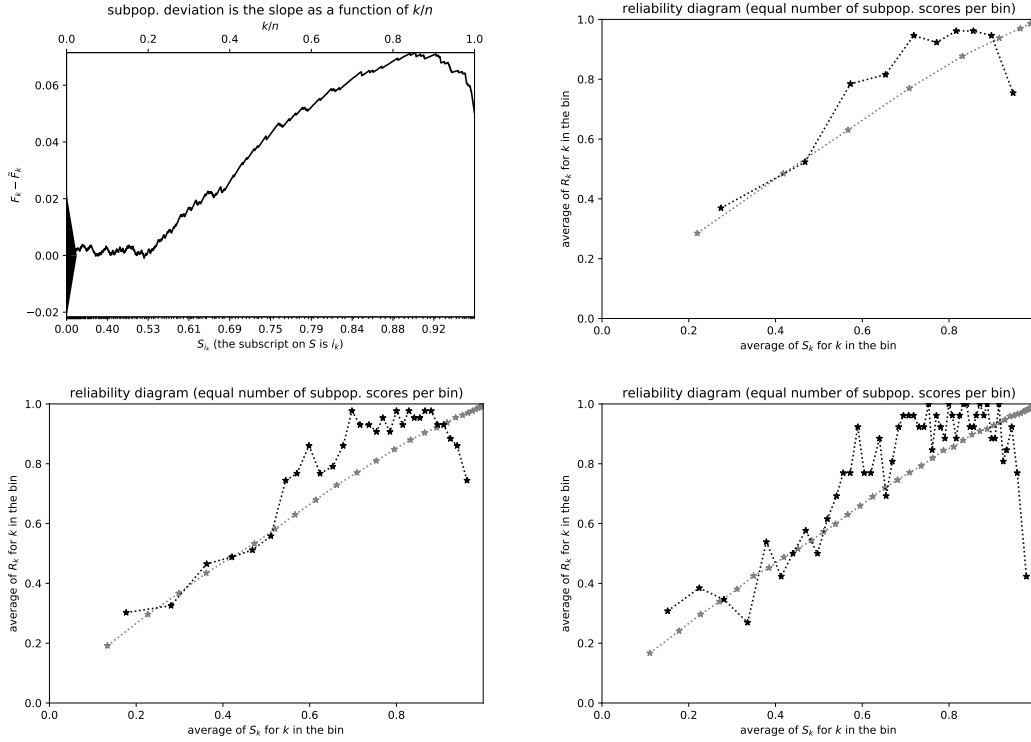 subpop. deviation is the slope as a function of k/n
k/n
0.0 0.2 0.4 0.6 0.8 1.0
0.06
0.04
0.02
0.00
−0.02
F_k − F̃_k
0.00 0.40 0.53 0.61 0.69 0.75 0.79 0.84 0.88 0.92
S_{i_k} (the subscript on S is i_k)
reliability diagram (equal number of subpop. scores per bin)
1.0
0.8
0.6
0.4
0.2
0.0
average of R_k for k in the bin
0.0 0.2 0.4 0.6 0.8
average of S_k for k in the bin
reliability diagram (equal number of subpop. scores per bin)
1.0
0.8
0.6
0.4
0.2
0.0
average of R_k for k in the bin
0.0 0.2 0.4 0.6 0.8
average of S_k for k in the bin
reliability diagram (equal number of subpop. scores per bin)
1.0
0.8
0.6
0.4
0.2
0.0
average of R_k for k in the bin
0.0 0.2 0.4 0.6 0.8
average of S_k for k in the bin